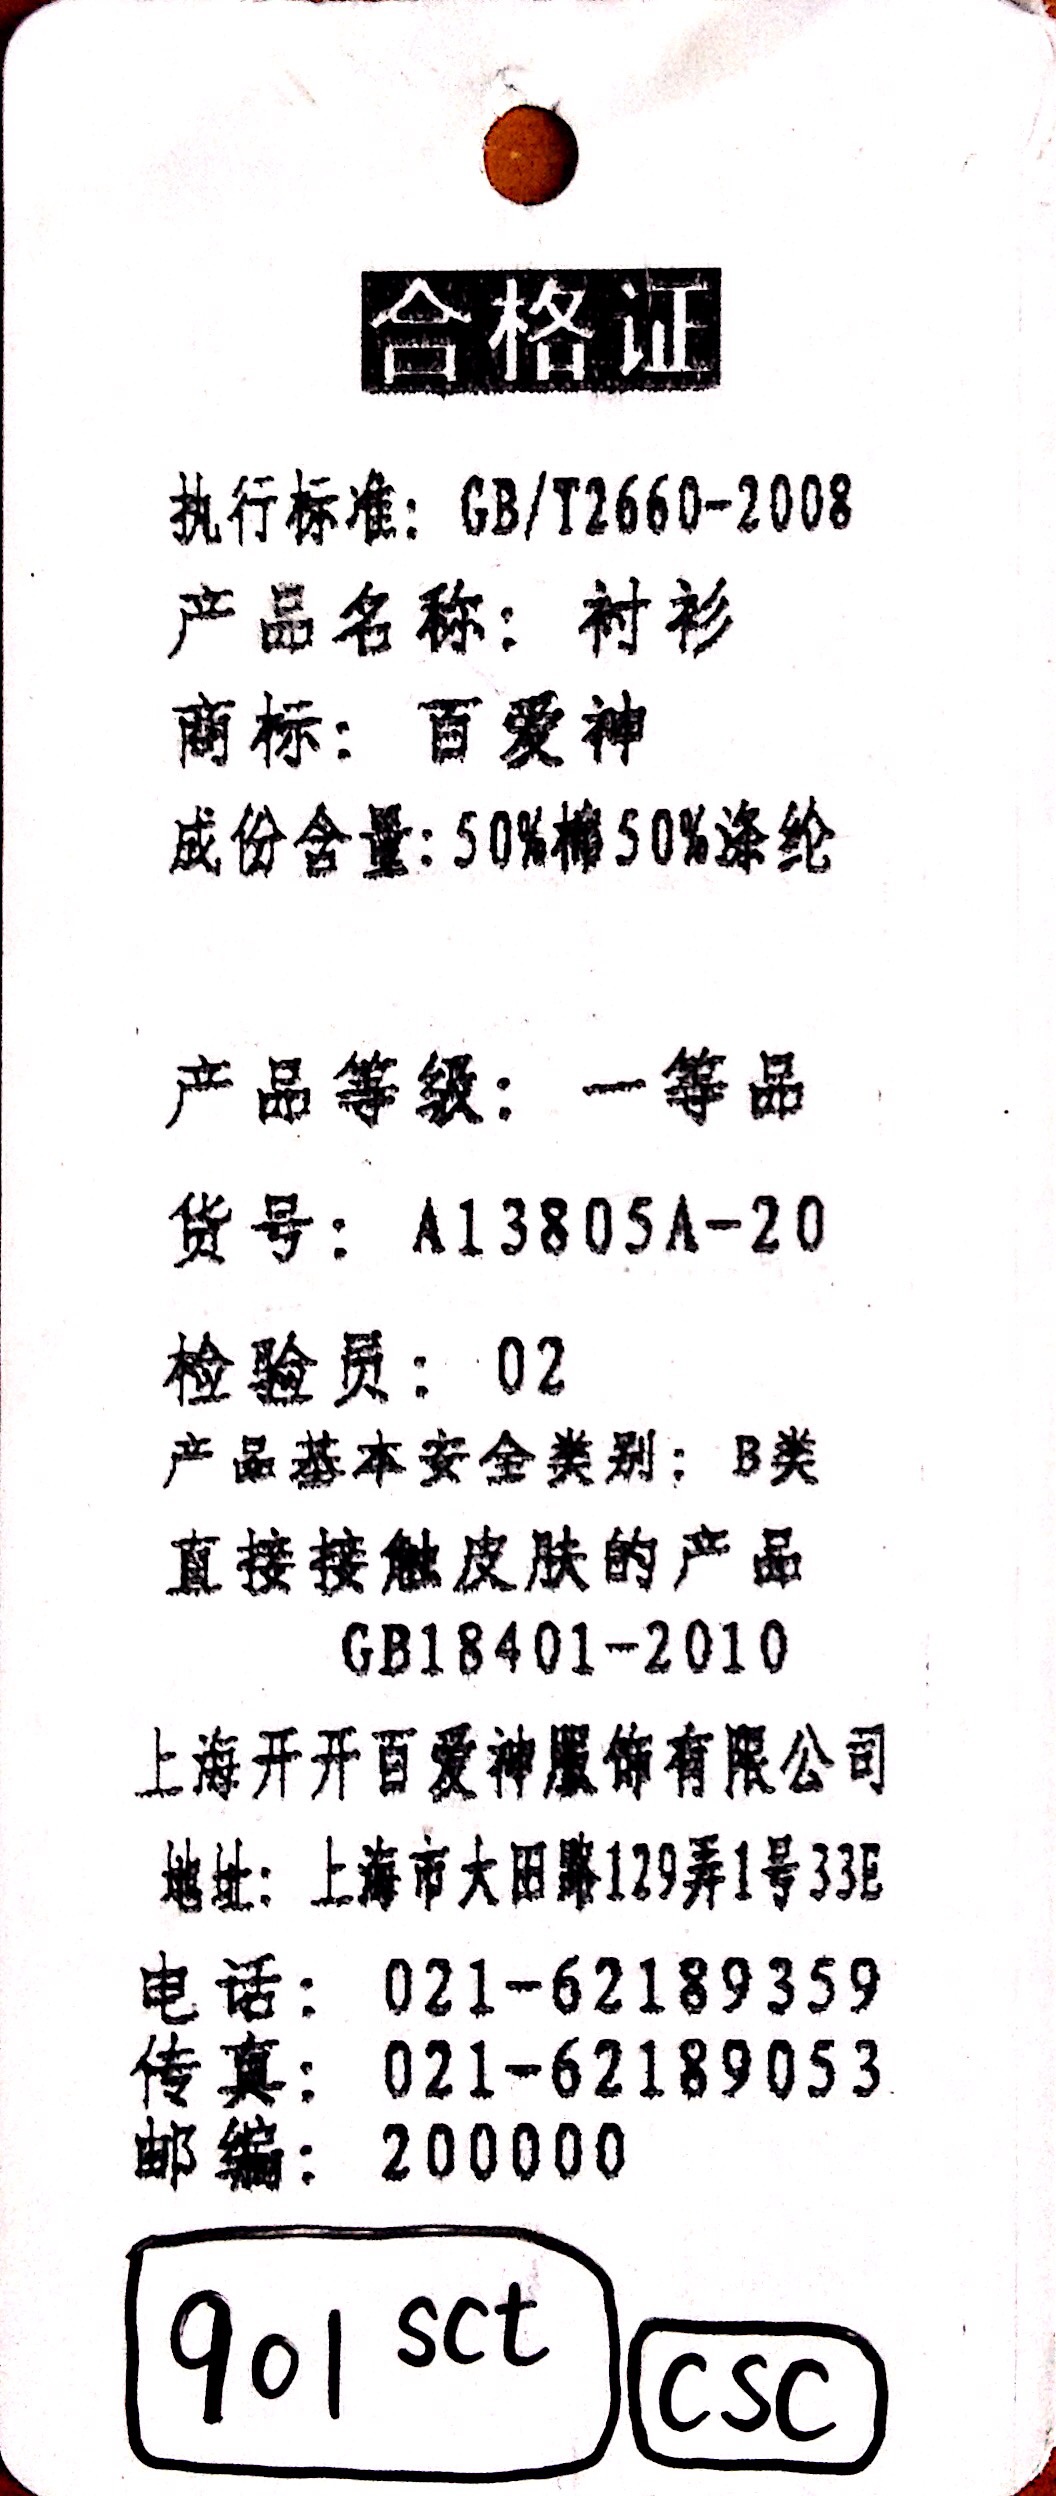 合格证
执行标准: GB/T2660-2008
产品名称: 衬衫
商标: 百爱神
成份含量:50%棉50%涤纶
产品等级: 一等品
货号: A13805A-20
检验员: 02
产品基本安全类别: B类
直接接触皮肤的产品
GB18401-2010
上海开开百爱神服饰有限公司
地址: 上海市大田路129弄1号33E
电话: 021-62189359
传真: 021-62189053
邮编: 200000
901 sct
csc